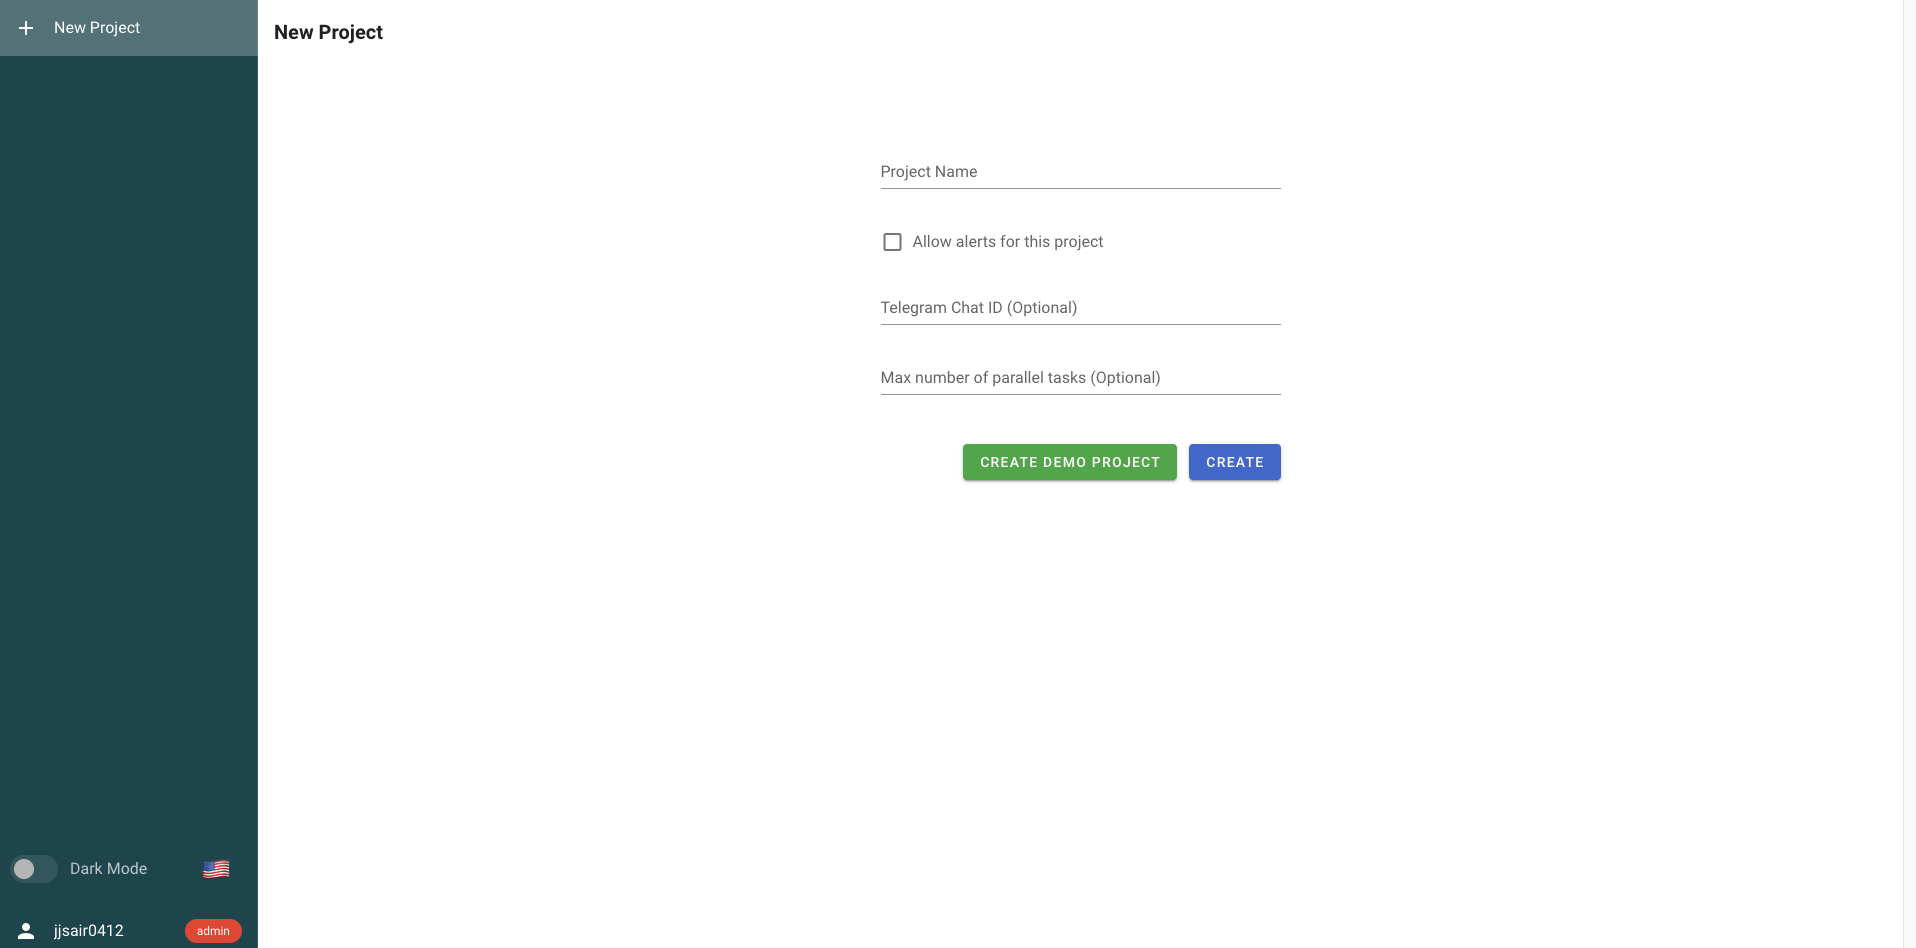 New Project
New Project
Project Name
Allow alerts for this project
Telegram Chat ID (Optional)
Max number of parallel tasks (Optional)
CREATE DEMO PROJECT CREATE
Dark Mode
jjsair0412 admin